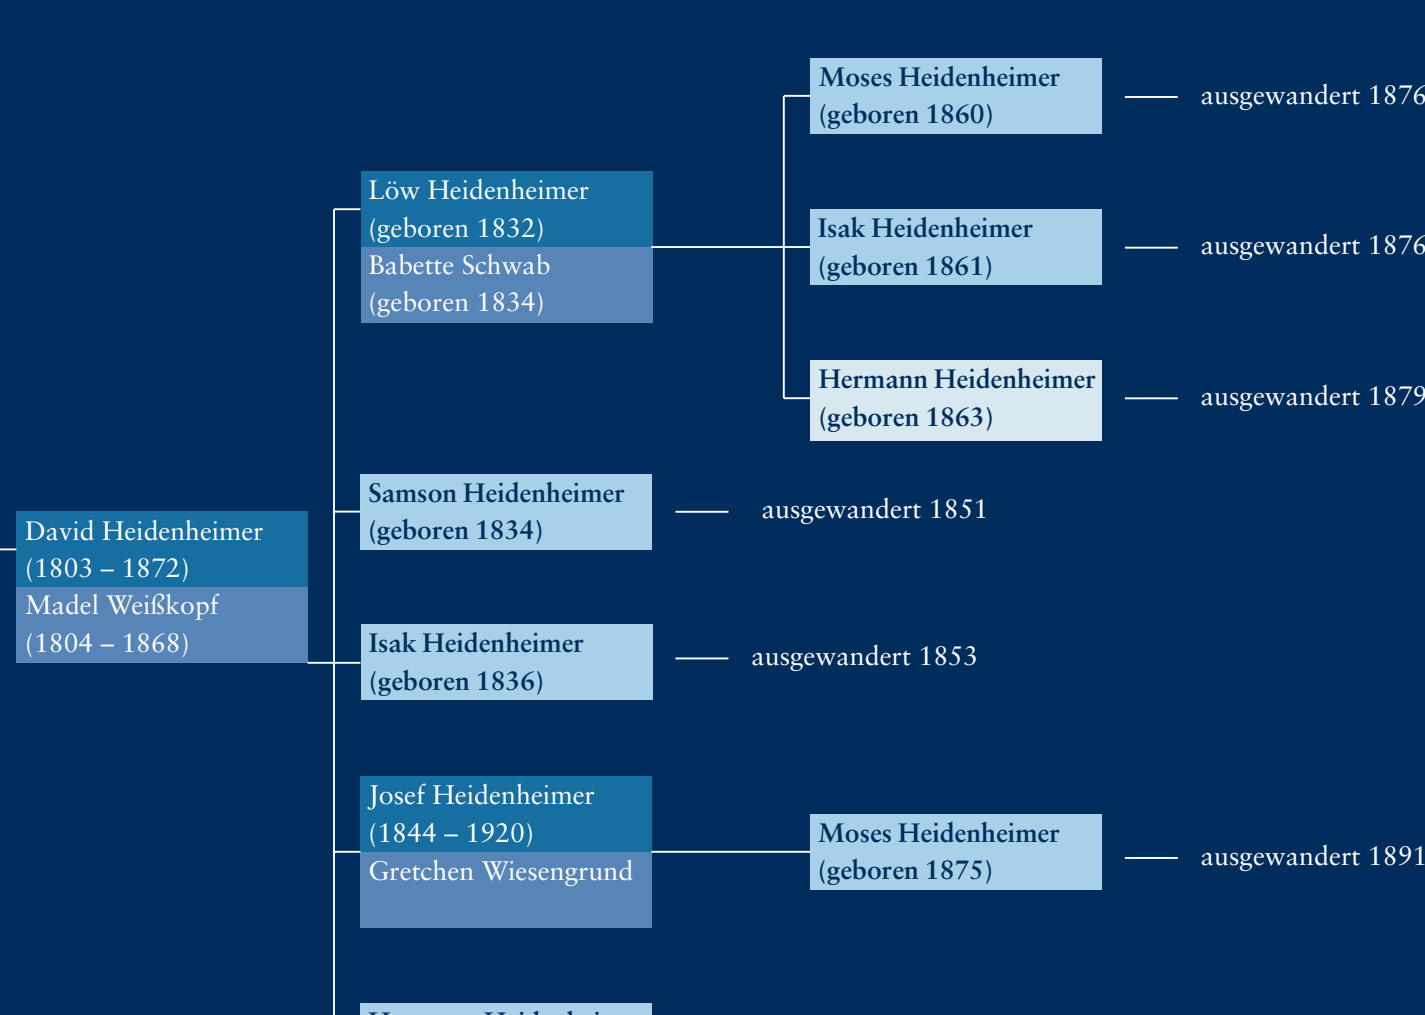 Moses Heidenheimer
(geboren 1860)
ausgewandert 1876
Löw Heidenheimer
(geboren 1832)
Babette Schwab
(geboren 1834)
Isak Heidenheimer
(geboren 1861)
ausgewandert 1876
Hermann Heidenheimer
(geboren 1863)
ausgewandert 1879
Samson Heidenheimer
(geboren 1834)
ausgewandert 1851
David Heidenheimer
(1803 – 1872)
Madel Weißkopf
(1804 – 1868)
Isak Heidenheimer
(geboren 1836)
ausgewandert 1853
Josef Heidenheimer
(1844 – 1920)
Gretchen Wiesengrund
Moses Heidenheimer
(geboren 1875)
ausgewandert 1891